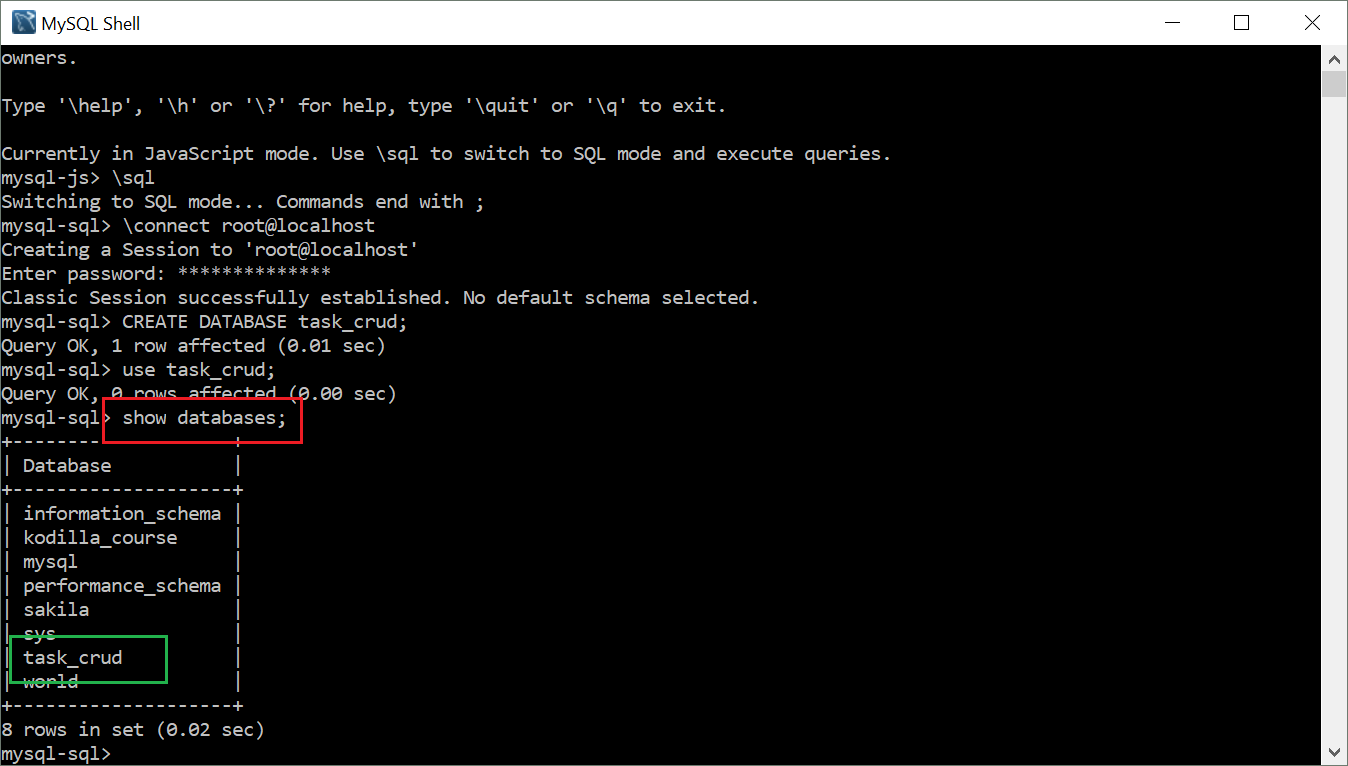 MySQL Shell
owners.
Type '\help', '\h' or '\?' for help, type '\quit' or '\q' to exit.
Currently in JavaScript mode. Use \sql to switch to SQL mode and execute queries.
mysql-js> \sql
Switching to SQL mode... Commands end with ;
mysql-sql> \connect root@localhost
Creating a Session to 'root@localhost'
Enter password: **************
Classic Session successfully established. No default schema selected.
mysql-sql> CREATE DATABASE task_crud;
Query OK, 1 row affected (0.01 sec)
mysql-sql> use task_crud;
Query OK, 0 rows affected (0.00 sec)
mysql-sql> show databases;
+--------------------+
| Database           |
+--------------------+
| information_schema |
| kodilla_course     |
| mysql              |
| performance_schema |
| sakila             |
| sys                |
| task_crud          |
| world              |
+--------------------+
8 rows in set (0.02 sec)
mysql-sql>